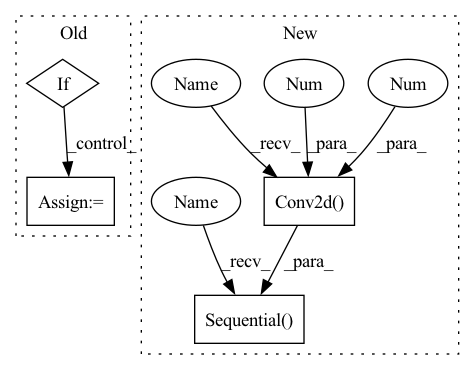 Old
New
If
Name
Num
Num
_control_
_recv_
_para_
_para_
Assign:=
Name
Conv2d()
_recv_
_para_
Sequential()